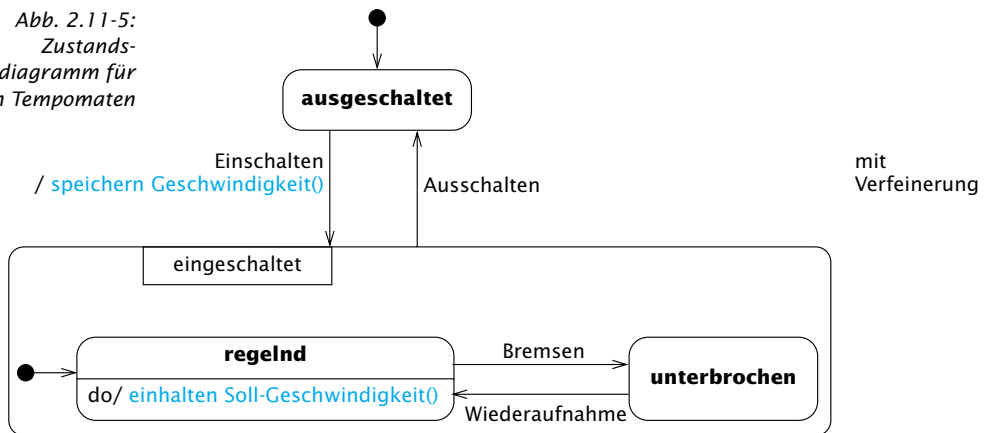 Abb. 2.11-5:
Zustands-
diagramm für
Tempomaten
ausgeschaltet
Einschalten
/ speichern Geschwindigkeit()
Ausschalten
mit
Verfeinerung
eingeschaltet
regelnd
do/ einhalten Soll-Geschwindigkeit()
Bremsen
Wiederaufnahme
unterbrochen